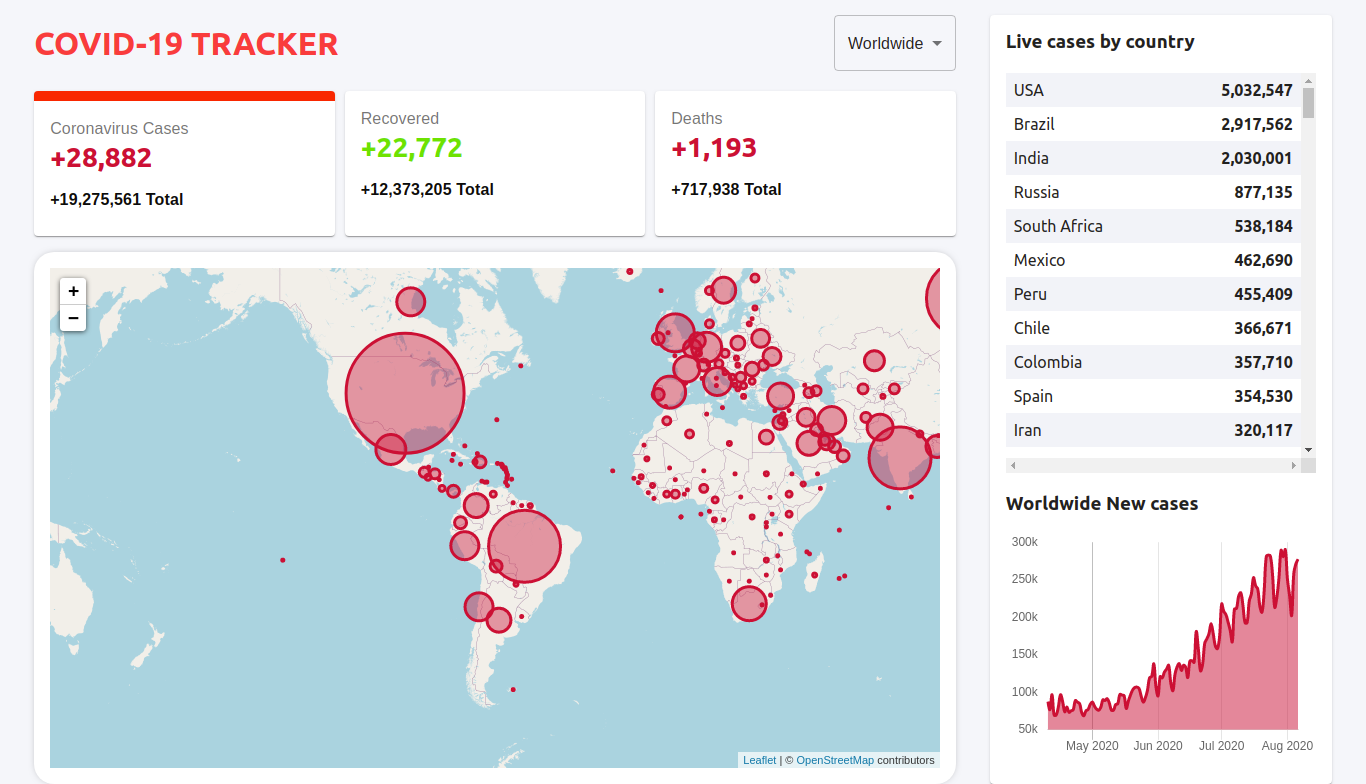 COVID-19 TRACKER
Worldwide
Coronavirus Cases
+28,882
+19,275,561 Total
Recovered
+22,772
+12,373,205 Total
Deaths
+1,193
+717,938 Total
+
−
Leaflet | © OpenStreetMap contributors
Live cases by country
USA 5,032,547
Brazil 2,917,562
India 2,030,001
Russia 877,135
South Africa 538,184
Mexico 462,690
Peru 455,409
Chile 366,671
Colombia 357,710
Spain 354,530
Iran 320,117
Worldwide New cases
300k
250k
200k
150k
100k
50k
May 2020 Jun 2020 Jul 2020 Aug 2020